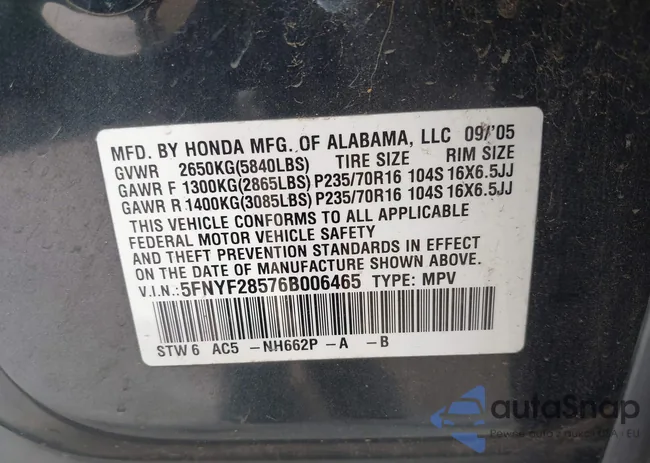 MFD. BY HONDA MFG. OF ALABAMA, LLC 09/'05
GVWR 2650KG(5840LBS) TIRE SIZE RIM SIZE
GAWR F 1300KG(2865LBS) P235/70R16 104S 16X6.5JJ
GAWR R 1400KG(3085LBS) P235/70R16 104S 16X6.5JJ
THIS VEHICLE CONFORMS TO ALL APPLICABLE
FEDERAL MOTOR VEHICLE SAFETY
AND THEFT PREVENTION STANDARDS IN EFFECT
ON THE DATE OF MANUFACTURE SHOWN ABOVE.
V.I.N.: 5FNYF28576B006465 TYPE: MPV
STW 6 AC5 -NH662P -A -B
autoSnap